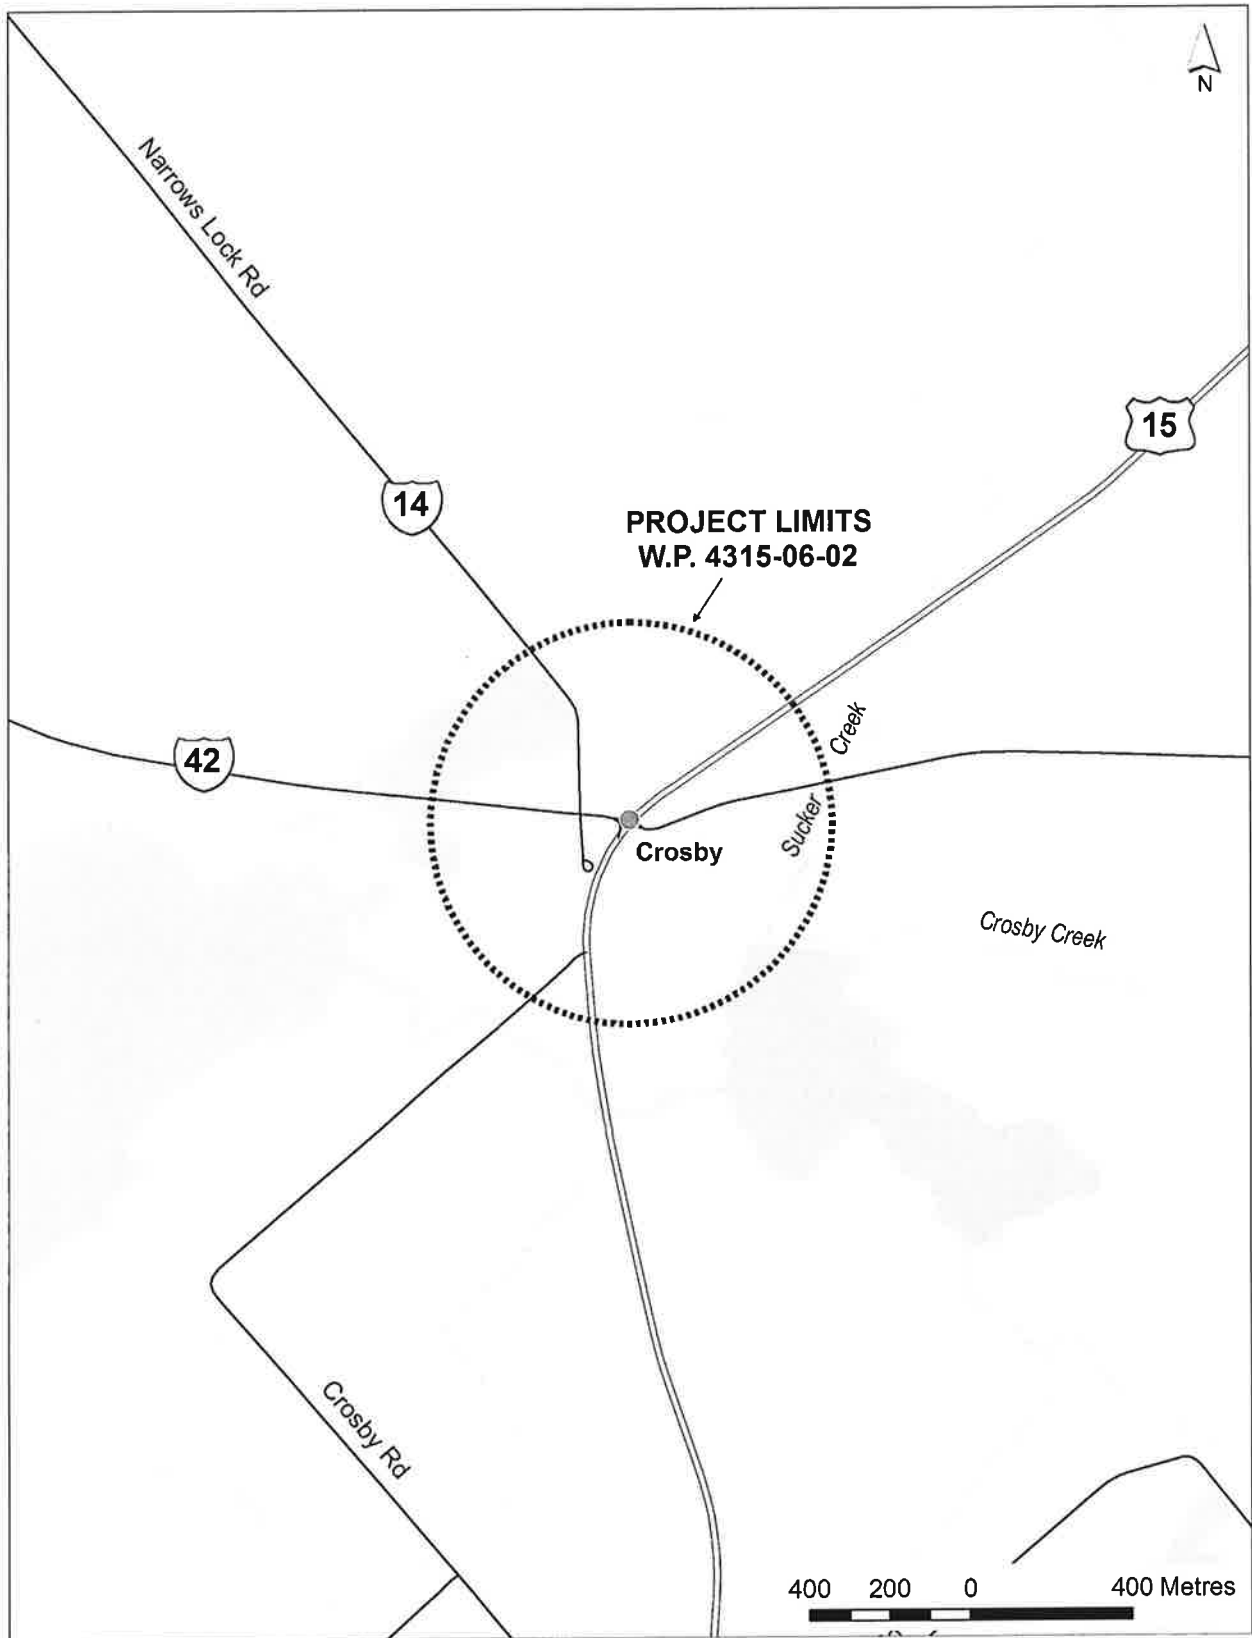 N
Narrows Lock Rd
15
14
PROJECT LIMITS
W.P. 4315-06-02
Creek
42
Sucker
Crosby
Crosby Creek
Crosby Rd
400 200 0 400 Metres